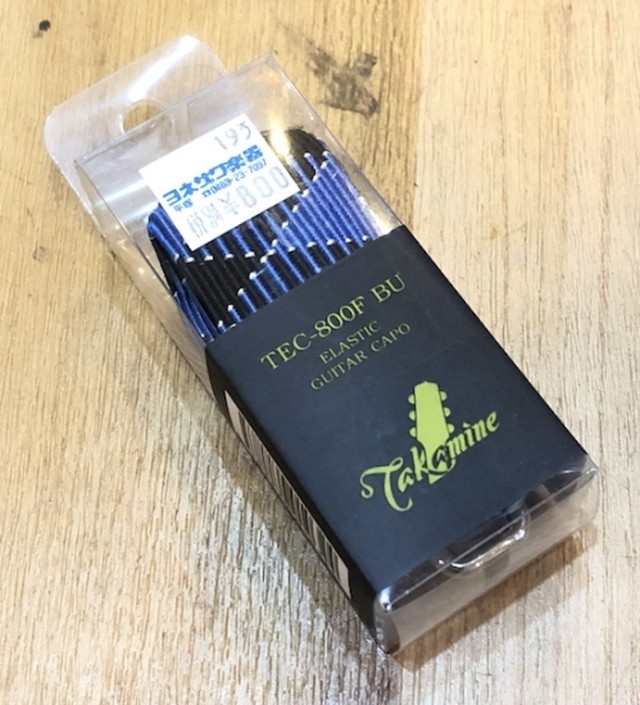 193
ヨネザワ楽器
税別 ¥800
TEC-800F BU
ELASTIC
GUITAR CAPO
Takamine